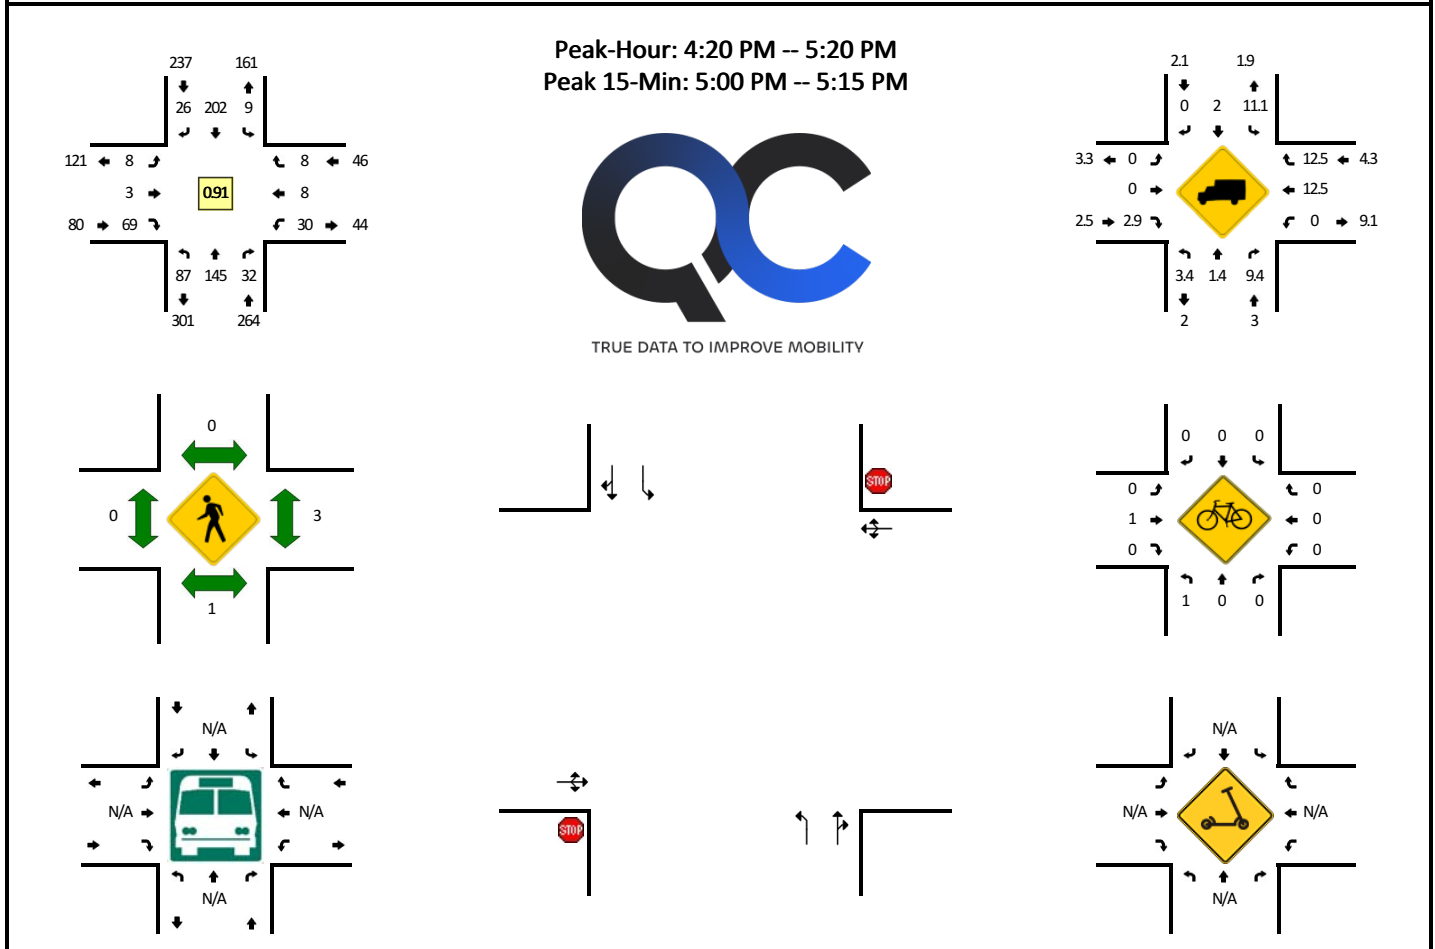 Peak-Hour: 4:20 PM -- 5:20 PM
Peak 15-Min: 5:00 PM -- 5:15 PM
237 161
26 202 9
121 8 8 46
3 0.91 8
80 69 30 44
87 145 32
301 264
TRUE DATA TO IMPROVE MOBILITY
2.1 1.9
0 2 11.1
3.3 0 12.5 4.3
0 12.5
2.5 2.9 0 9.1
3.4 1.4 9.4
2 3
0
0 3
1
STOP
STOP
0 0 0
0 0
1 0
0 0
1 0 0
N/A
N/A N/A
N/A
N/A
N/A N/A
N/A